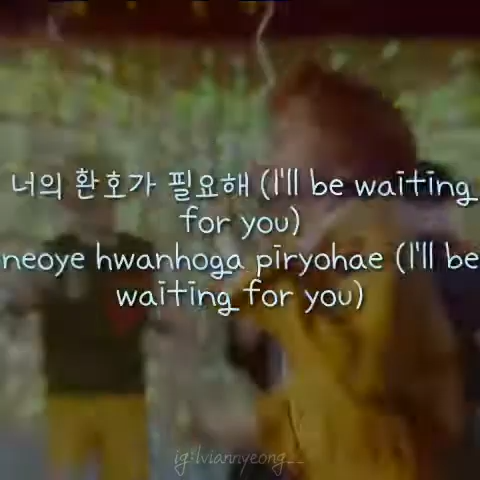 너의 환호가 필요해 (I'll be waiting
for you)
neoye hwanhoga piryohae (I'll be
waiting for you)
ig:lviannyeong__